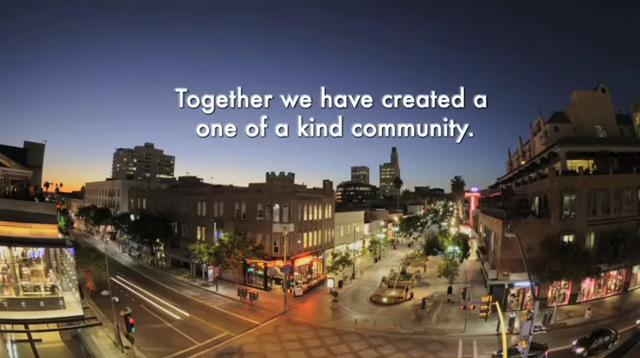 Together we have created a
one of a kind community.